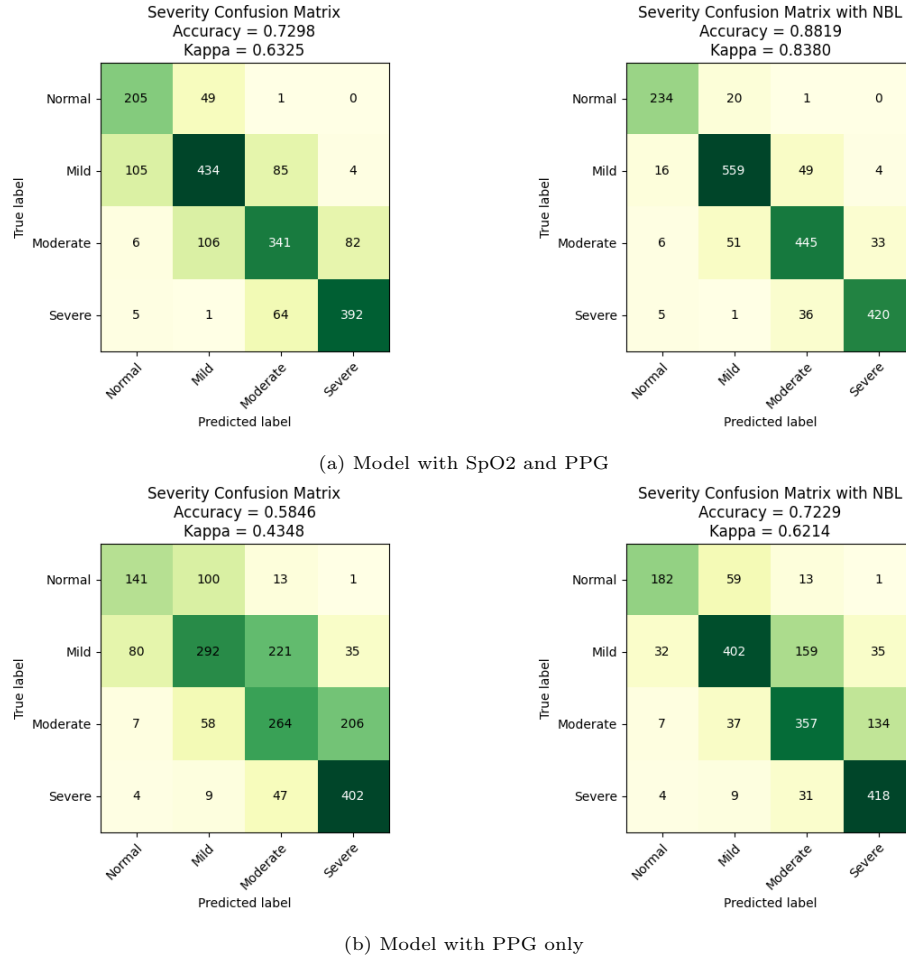 Severity Confusion Matrix
Accuracy = 0.7298
Kappa = 0.6325
True label
Normal 205 49 1 0
Mild 105 434 85 4
Moderate 6 106 341 82
Severe 5 1 64 392
Normal Mild Moderate Severe
Predicted label
Severity Confusion Matrix with NBL
Accuracy = 0.8819
Kappa = 0.8380
True label
Normal 234 20 1 0
Mild 16 559 49 4
Moderate 6 51 445 33
Severe 5 1 36 420
Normal Mild Moderate Severe
Predicted label
(a) Model with SpO2 and PPG
Severity Confusion Matrix
Accuracy = 0.5846
Kappa = 0.4348
True label
Normal 141 100 13 1
Mild 80 292 221 35
Moderate 7 58 264 206
Severe 4 9 47 402
Normal Mild Moderate Severe
Predicted label
Severity Confusion Matrix with NBL
Accuracy = 0.7229
Kappa = 0.6214
True label
Normal 182 59 13 1
Mild 32 402 159 35
Moderate 7 37 357 134
Severe 4 9 31 418
Normal Mild Moderate Severe
Predicted label
(b) Model with PPG only